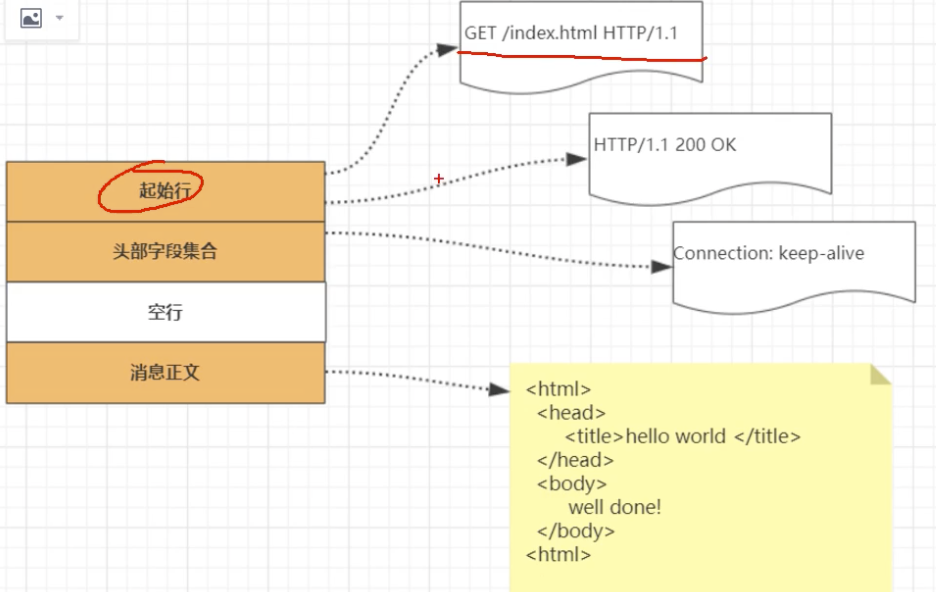 GET /index.html HTTP/1.1
HTTP/1.1 200 OK
起始行
头部字段集合
Connection: keep-alive
空行
消息正文
<html>
<head>
<title>hello world </title>
</head>
<body>
well done!
</body>
<html>